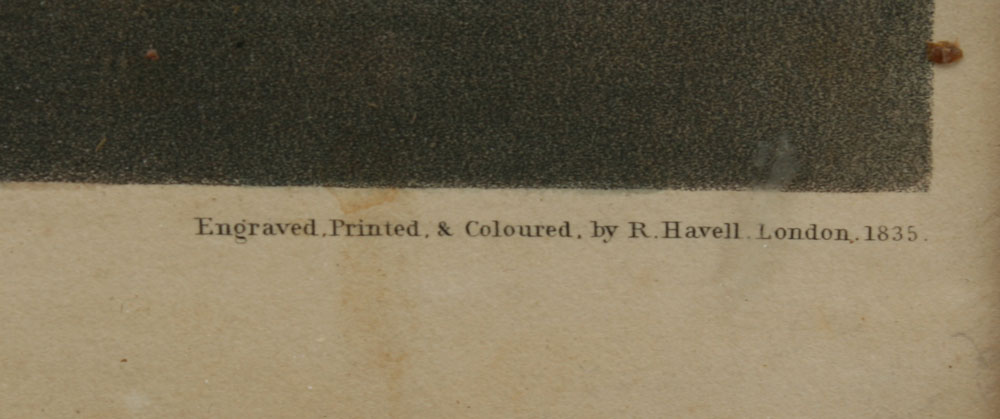 Engraved, Printed, & Coloured, by R. Havell. London, 1835.